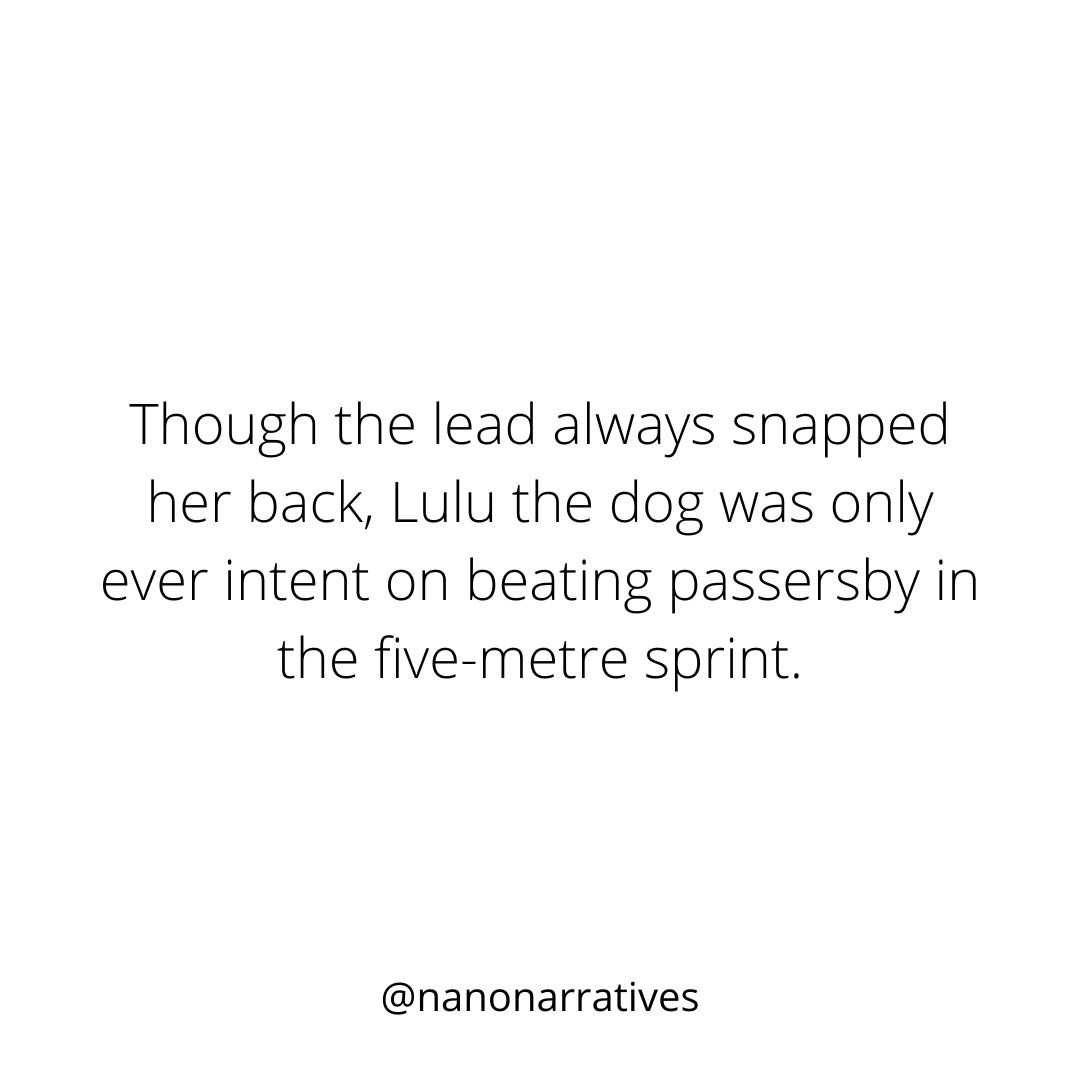 Though the lead always snapped
her back, Lulu the dog was only
ever intent on beating passersby in
the five-metre sprint.
@nanonarratives